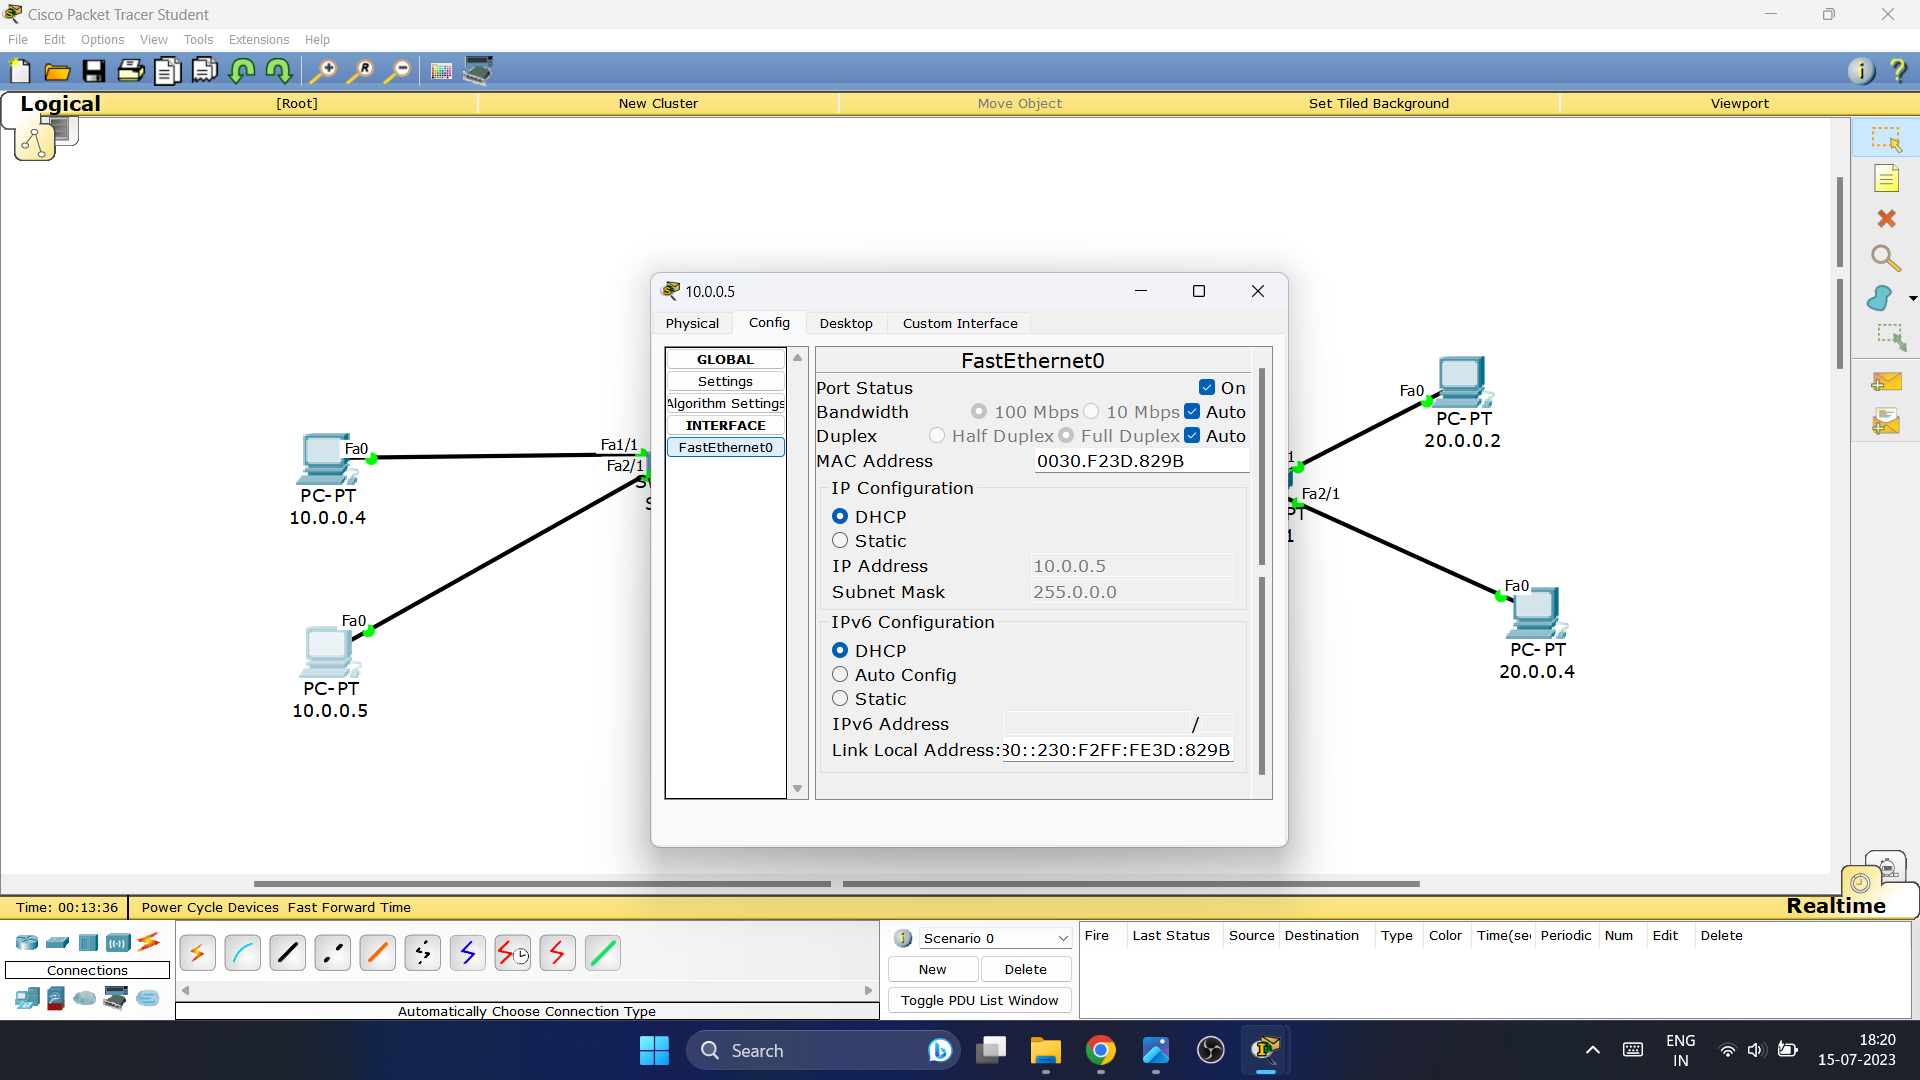 Cisco Packet Tracer Student
File Edit Options View Tools Extensions Help
Logical [Root] New Cluster Move Object Set Tiled Background Viewport
10.0.0.5
Physical Config Desktop Custom Interface
GLOBAL
Settings
Algorithm Settings
INTERFACE
FastEthernet0
FastEthernet0
Port Status On
Bandwidth 100 Mbps 10 Mbps Auto
Duplex Half Duplex Full Duplex Auto
MAC Address 0030.F23D.829B
IP Configuration
DHCP
Static
IP Address 10.0.0.5
Subnet Mask 255.0.0.0
IPv6 Configuration
DHCP
Auto Config
Static
IPv6 Address /
Link Local Address: 30::230:F2FF:FE3D:829B
Fa0
PC-PT
10.0.0.4
Fa1/1
Fa2/1
Fa0
PC-PT
10.0.0.5
Fa0
PC-PT
20.0.0.2
1
Fa2/1
PT
1
Fa0
PC-PT
20.0.0.4
Time: 00:13:36 Power Cycle Devices Fast Forward Time
Realtime
Connections
Automatically Choose Connection Type
Scenario 0
New Delete
Toggle PDU List Window
Fire Last Status Source Destination Type Color Time(sec Periodic Num Edit Delete
Search
ENG
IN
18:20
15-07-2023